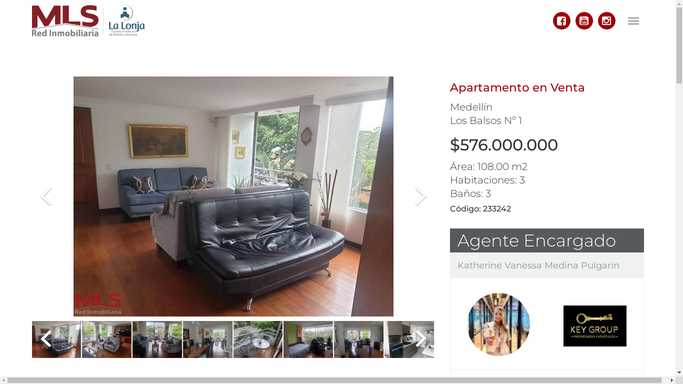 MLS
Red Inmobiliaria
La Lonja
Apartamento en Venta
Medellín
Los Balsos Nº 1
$576.000.000
Área: 108.00 m2
Habitaciones: 3
Baños: 3
Código: 233242
Agente Encargado
Katherine Vanessa Medina Pulgarin
MLS
Red Inmobiliaria
KEY GROUP